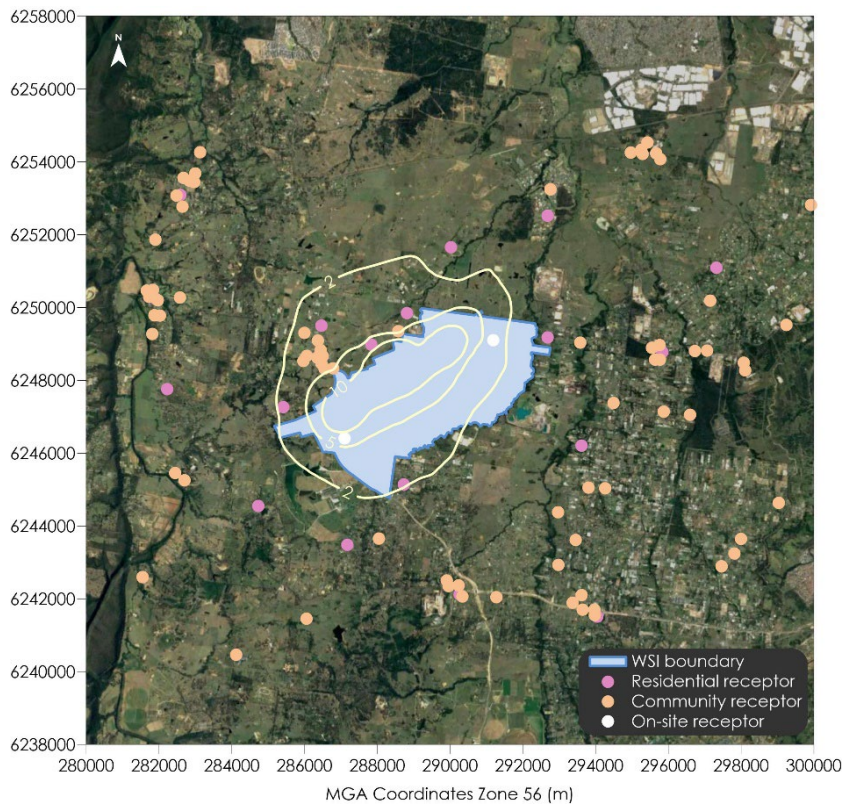 6258000
N
6256000
6254000
6252000
2
6250000
6248000
10
6246000
5
2
6244000
6242000
6240000
WSI boundary
Residential receptor
Community receptor
On-site receptor
6238000
280000 282000 284000 286000 288000 290000 292000 294000 296000 298000 300000
MGA Coordinates Zone 56 (m)